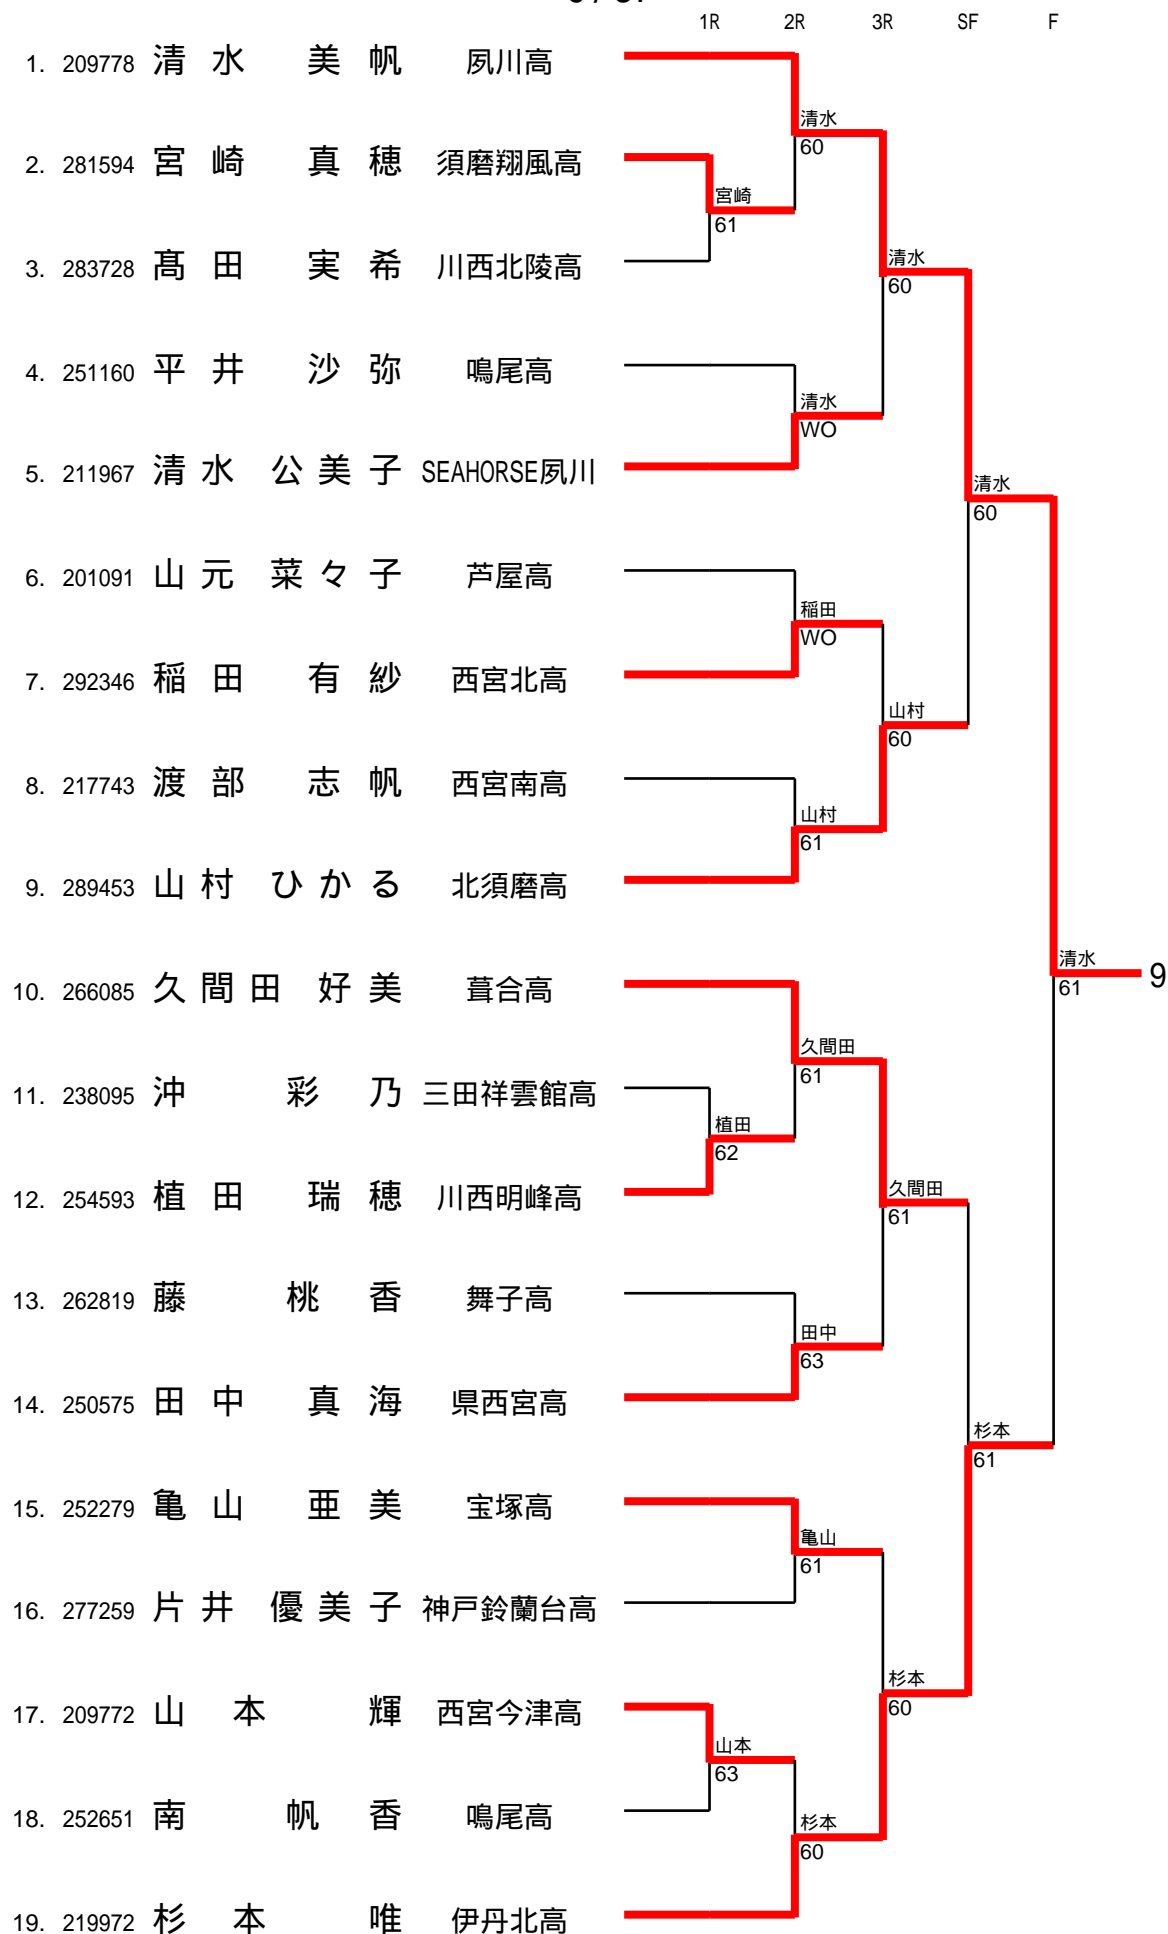 1R 2R 3R SF F
1. 209778 清水 美帆 夙川高
清水
60
2. 281594 宮崎 真穂 須磨翔風高
宮崎
61
3. 283728 髙田 実希 川西北陵高
清水
60
4. 251160 平井 沙弥 鳴尾高
清水
WO
5. 211967 清水 公美子 SEAHORSE夙川
清水
60
6. 201091 山元 菜々子 芦屋高
稲田
WO
7. 292346 稲田 有紗 西宮北高
山村
60
8. 217743 渡部 志帆 西宮南高
山村
61
9. 289453 山村 ひかる 北須磨高
清水
61
9
10. 266085 久間田 好美 葺合高
久間田
61
11. 238095 沖 彩乃 三田祥雲館高
植田
62
12. 254593 植田 瑞穂 川西明峰高
久間田
61
13. 262819 藤 桃香 舞子高
田中
63
14. 250575 田中 真海 県西宮高
杉本
61
15. 252279 亀山 亜美 宝塚高
亀山
61
16. 277259 片井 優美子 神戸鈴蘭台高
杉本
60
17. 209772 山本 輝 西宮今津高
山本
63
18. 252651 南 帆香 鳴尾高
杉本
60
19. 219972 杉本 唯 伊丹北高